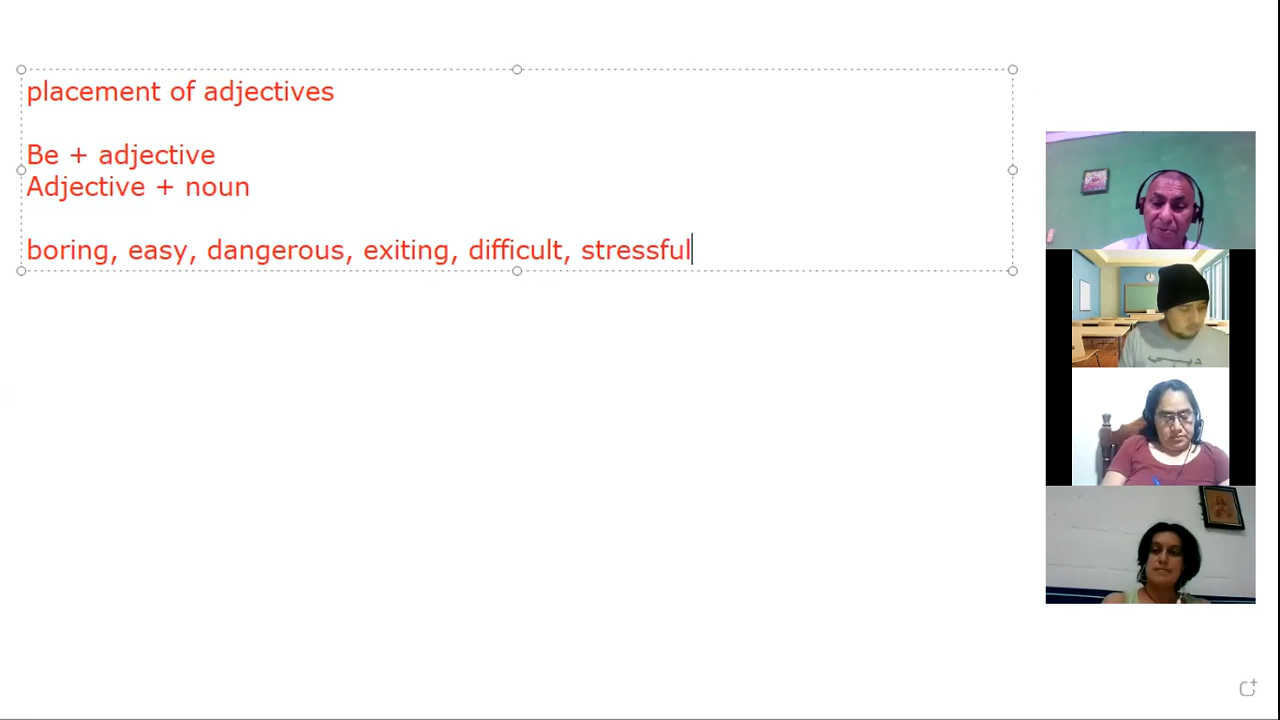 placement of adjectives
Be + adjective
Adjective + noun
boring, easy, dangerous, exiting, difficult, stressful